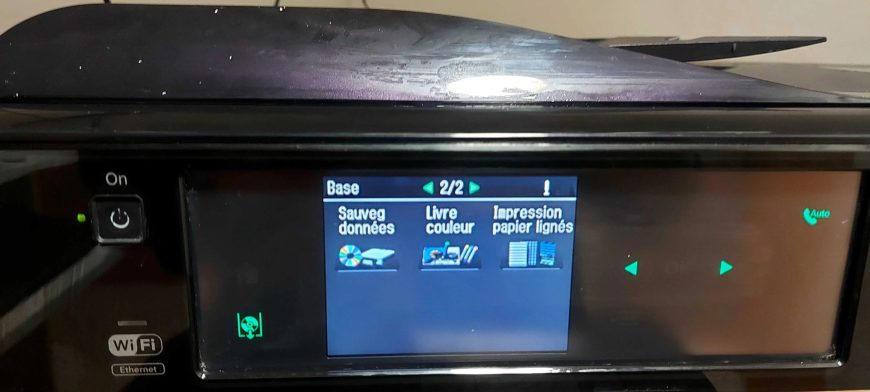 On
Base 2/2
Sauveg
données
Livre
couleur
Impression
papier lignés
Auto
WiFi
Ethernet